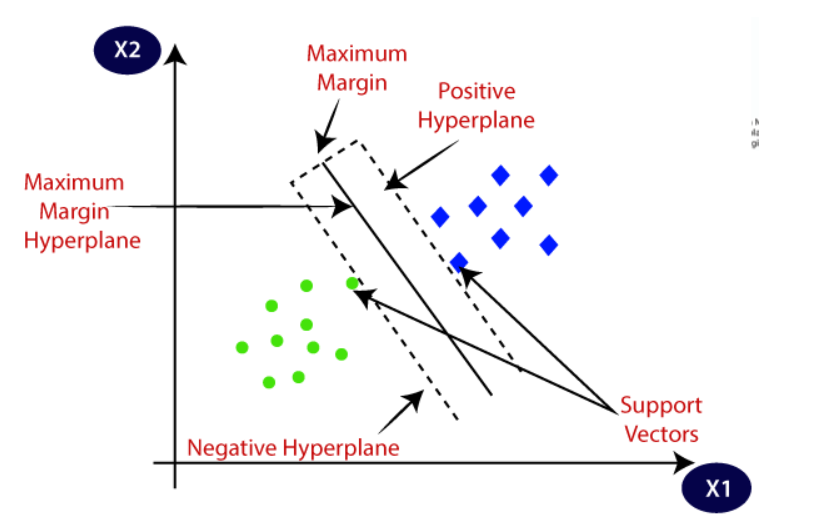 X2
Maximum
Margin
Positive
Hyperplane
Maximum
Margin
Hyperplane
Support
Vectors
Negative Hyperplane
X1